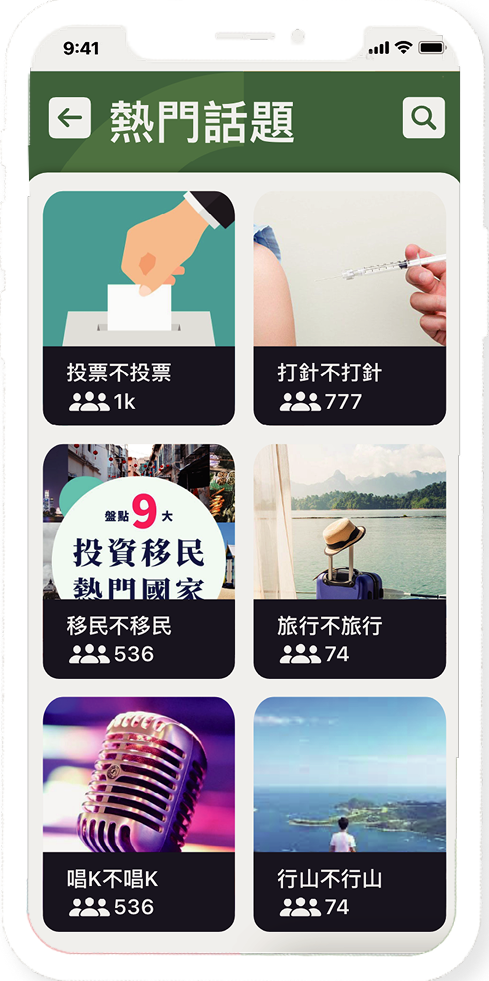 9:41
熱門話題
投票不投票
1k
打針不打針
777
盤點9大
投資移民
熱門國家
移民不移民
536
旅行不旅行
74
唱K不唱K
536
行山不行山
74